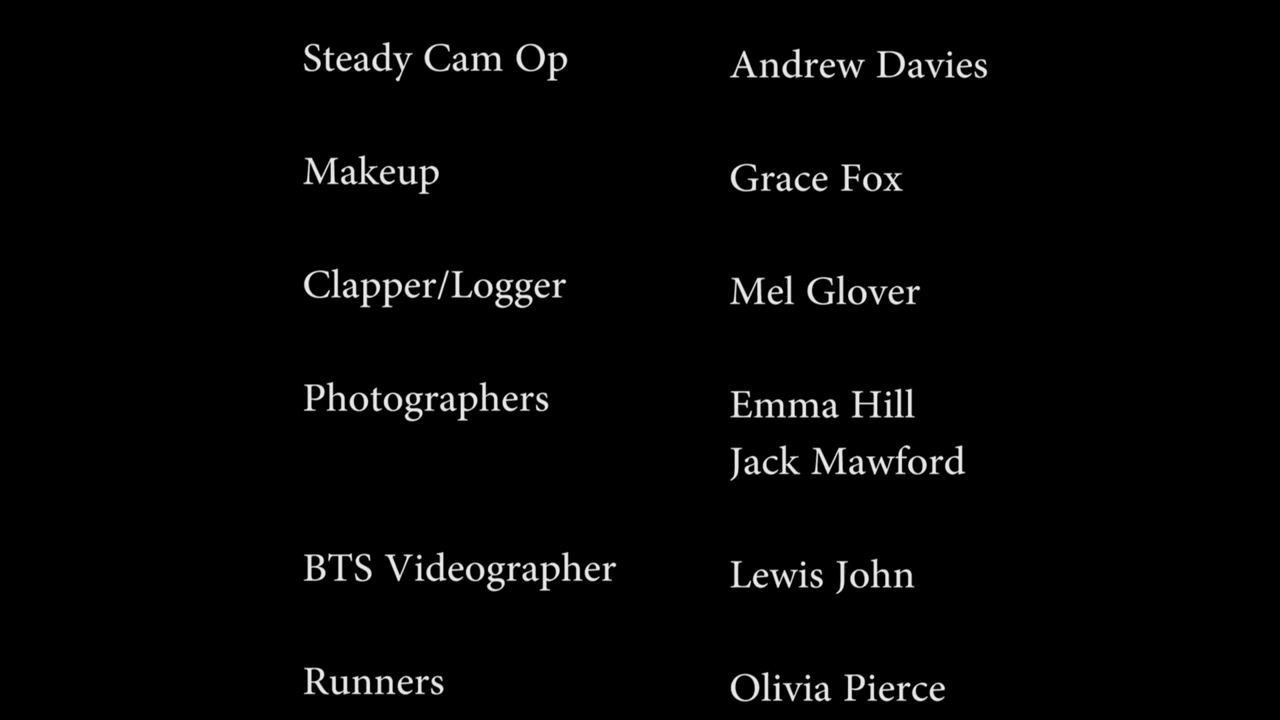 Steady Cam Op Andrew Davies
Makeup Grace Fox
Clapper/Logger Mel Glover
Photographers Emma Hill
Jack Mawford
BTS Videographer Lewis John
Runners Olivia Pierce